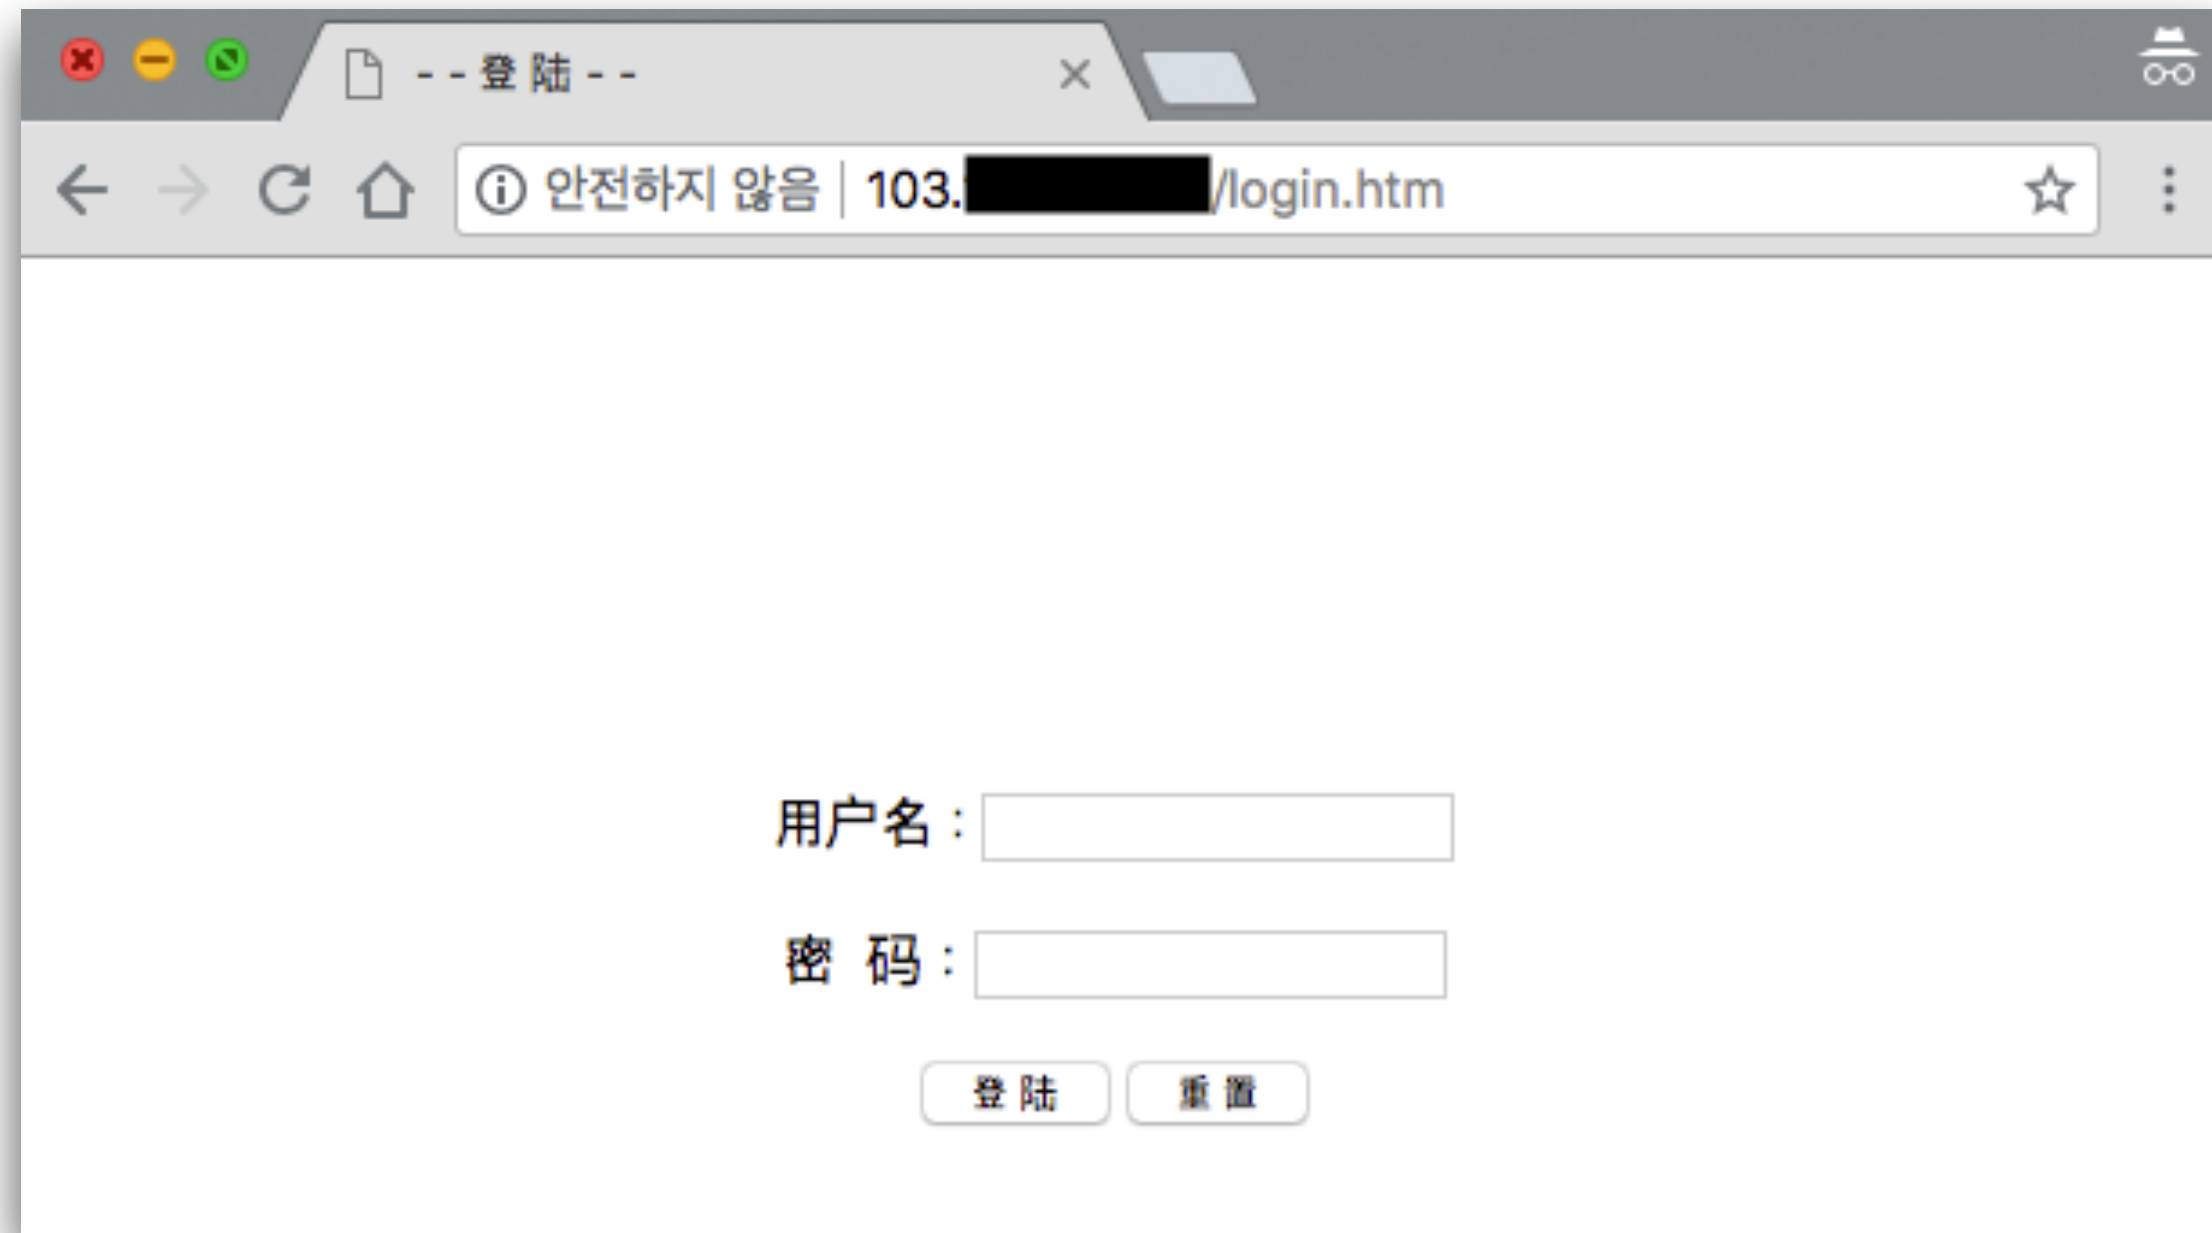 - - 登 陆 - -
안전하지 않음 | 103. /login.htm
用户名：
密 码：
登 陆 重 置